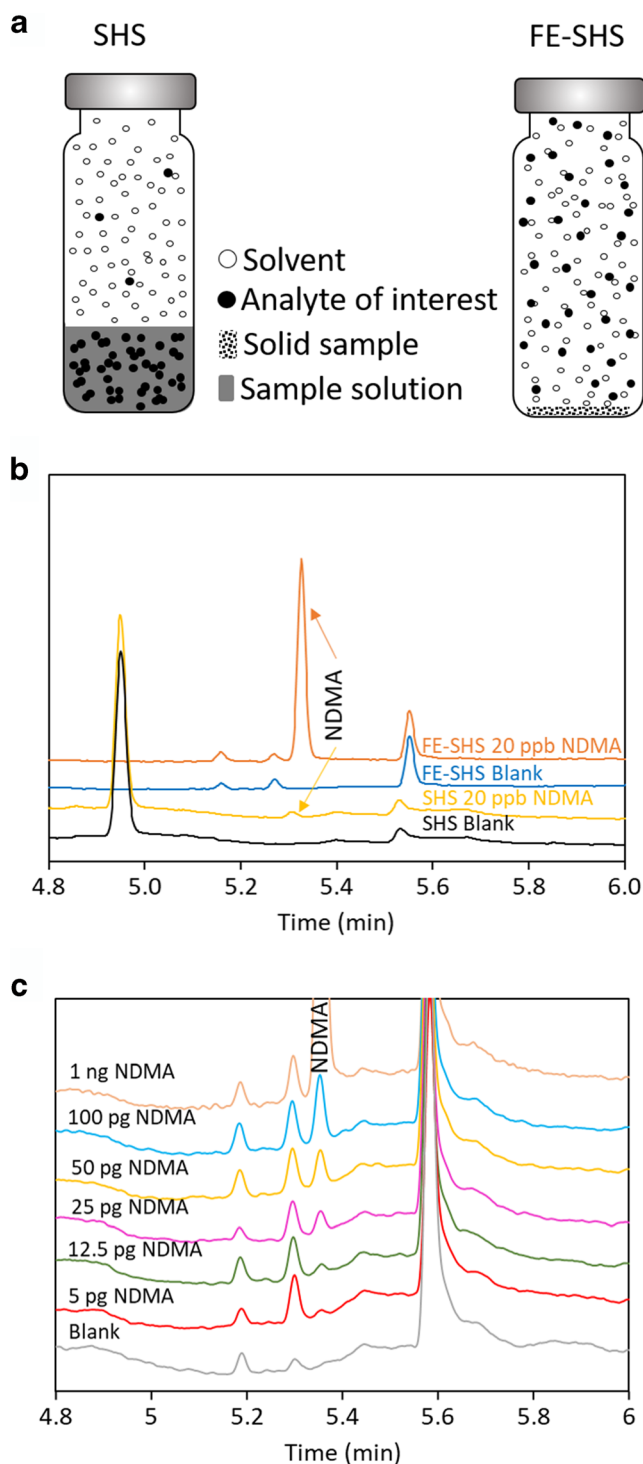 a
SHS
FE-SHS
Solvent
Analyte of interest
Solid sample
Sample solution
b
NDMA
FE-SHS 20 ppb NDMA
FE-SHS Blank
SHS 20 ppb NDMA
SHS Blank
4.8 5.0 5.2 5.4 5.6 6.0
Time (min)
c
NDMA
1 ng NDMA
100 pg NDMA
50 pg NDMA
25 pg NDMA
12.5 pg NDMA
5 pg NDMA
Blank
4.8 5 5.2 5.4 5.6 5.8 6
Time (min)